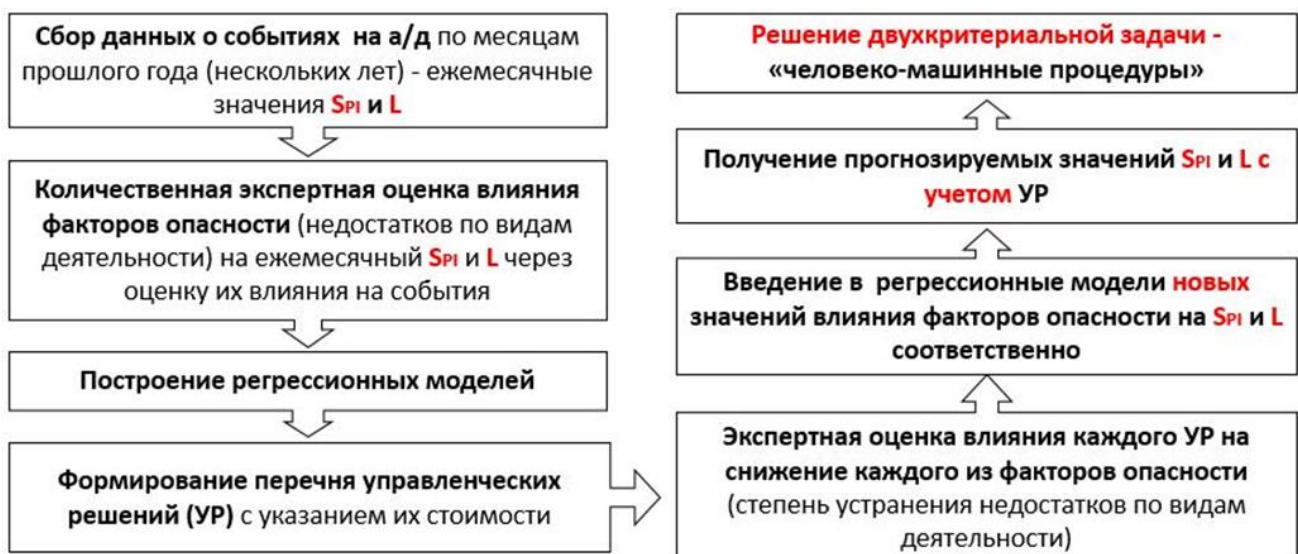 Сбор данных о событиях на а/д по месяцам
прошлого года (нескольких лет) - ежемесячные
значения SPI и L
Количественная экспертная оценка влияния
факторов опасности (недостатков по видам
деятельности) на ежемесячный SPI и L через
оценку их влияния на события
Построение регрессионных моделей
Формирование перечня управленческих
решений (УР) с указанием их стоимости
Экспертная оценка влияния каждого УР на
снижение каждого из факторов опасности
(степень устранения недостатков по видам
деятельности)
Введение в регрессионные модели новых
значений влияния факторов опасности на SPI и L
соответственно
Получение прогнозируемых значений SPI и L с
учетом УР
Решение двухкритериальной задачи -
«человеко-машинные процедуры»